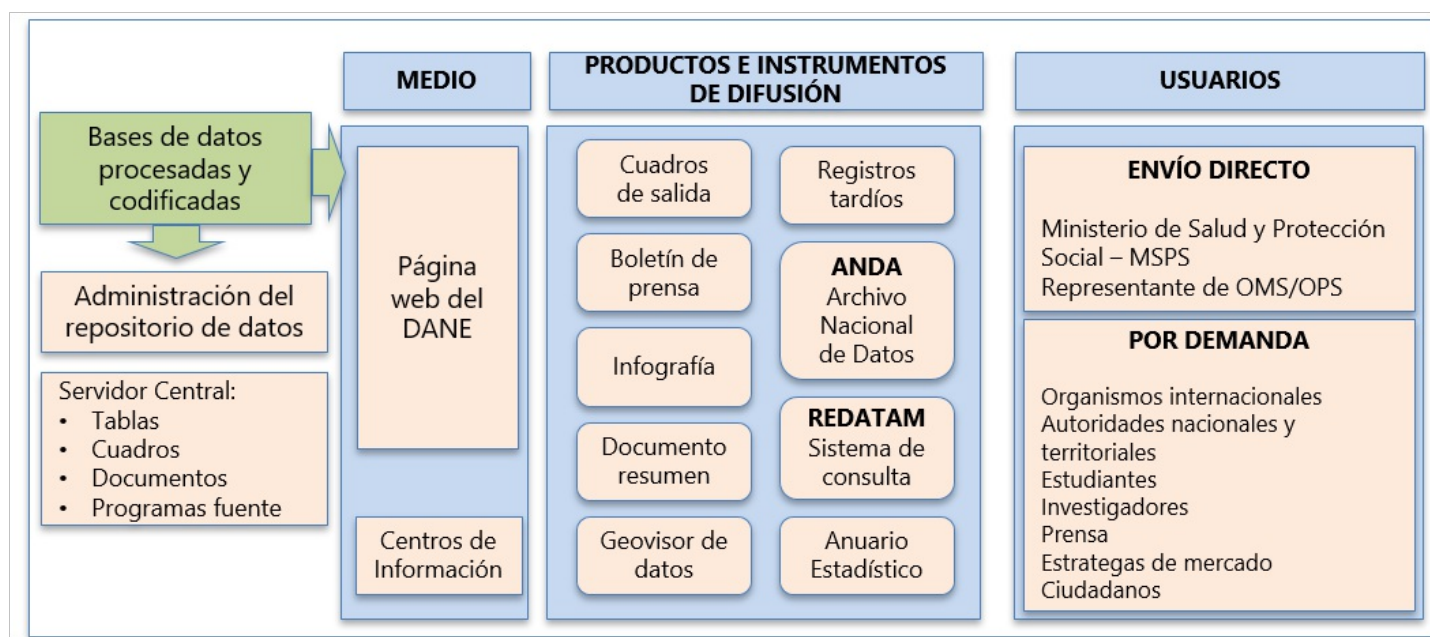 Bases de datos
procesadas y
codificadas
Administración del
repositorio de datos
Servidor Central:
• Tablas
• Cuadros
• Documentos
• Programas fuente
MEDIO
Página
web del
DANE
Centros de
Información
PRODUCTOS E INSTRUMENTOS
DE DIFUSIÓN
Cuadros
de salida
Boletín de
prensa
Infografía
Documento
resumen
Geovisor de
datos
Registros
tardíos
ANDA
Archivo
Nacional
de Datos
REDATAM
Sistema de
consulta
Anuario
Estadístico
USUARIOS
ENVÍO DIRECTO
Ministerio de Salud y Protección
Social – MSPS
Representante de OMS/OPS
POR DEMANDA
Organismos internacionales
Autoridades nacionales y
territoriales
Estudiantes
Investigadores
Prensa
Estrategas de mercado
Ciudadanos